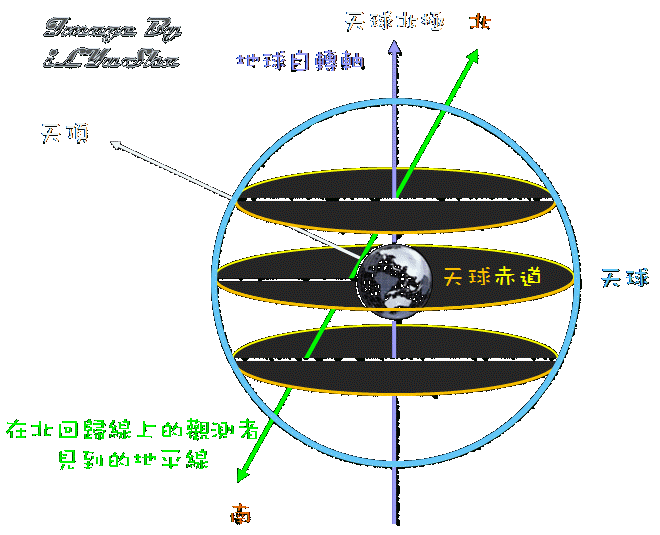 Image By
iLYunStar
天球北極
北
地球自轉軸
天頂
天球赤道
天球
在北回歸線上的觀測者
見到的地平線
南